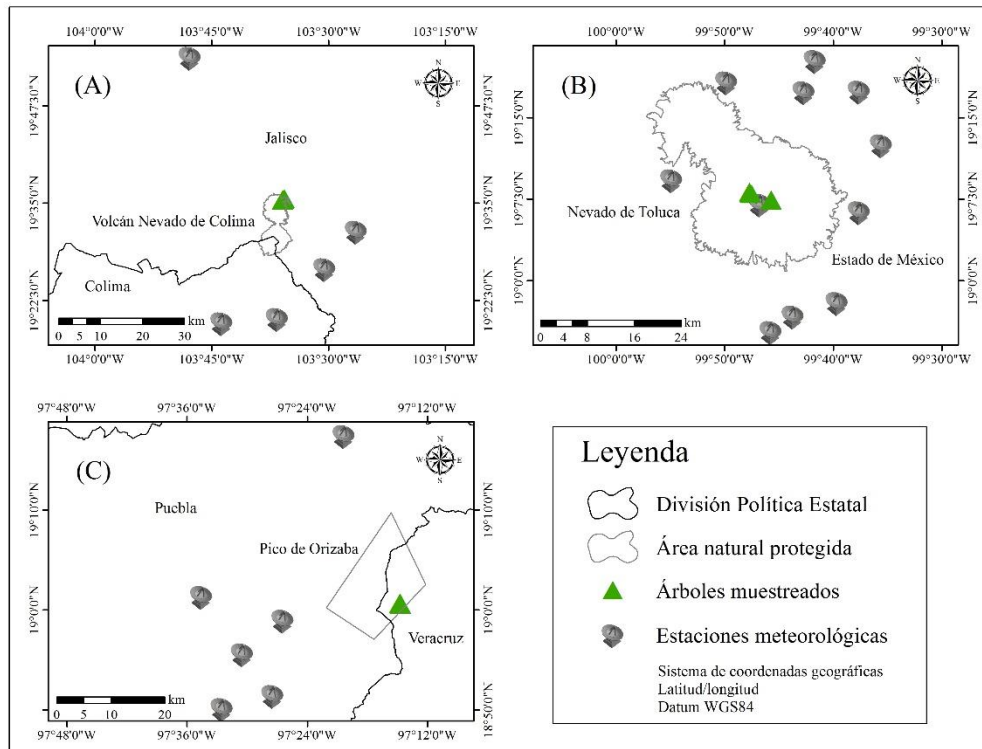 104°0'0"W 103°45'0"W 103°30'0"W 103°15'0"W
(A)
N
W E
S
19°47'30"N 19°47'30"N
Jalisco
19°35'0"N 19°35'0"N
Volcán Nevado de Colima
Colima
19°22'30"N 19°22'30"N
km
0 5 10 20 30
104°0'0"W 103°45'0"W 103°30'0"W 103°15'0"W
100°0'0"W 99°50'0"W 99°40'0"W 99°30'0"W
(B)
N
W E
S
19°15'0"N 19°15'0"N
19°7'30"N 19°7'30"N
Nevado de Toluca
Estado de México
19°0'0"N 19°0'0"N
km
0 4 8 16 24
100°0'0"W 99°50'0"W 99°40'0"W 99°30'0"W
97°48'0"W 97°36'0"W 97°24'0"W 97°12'0"W
(C)
N
W E
S
Puebla
19°10'0"N 19°10'0"N
Pico de Orizaba
19°0'0"N 19°0'0"N
Veracruz
km
0 5 10 20
18°50'0"N 18°50'0"N
97°48'0"W 97°36'0"W 97°24'0"W 97°12'0"W
Leyenda
División Política Estatal
Área natural protegida
Árboles muestreados
Estaciones meteorológicas
Sistema de coordenadas geográficas
Latitud/longitud
Datum WGS84